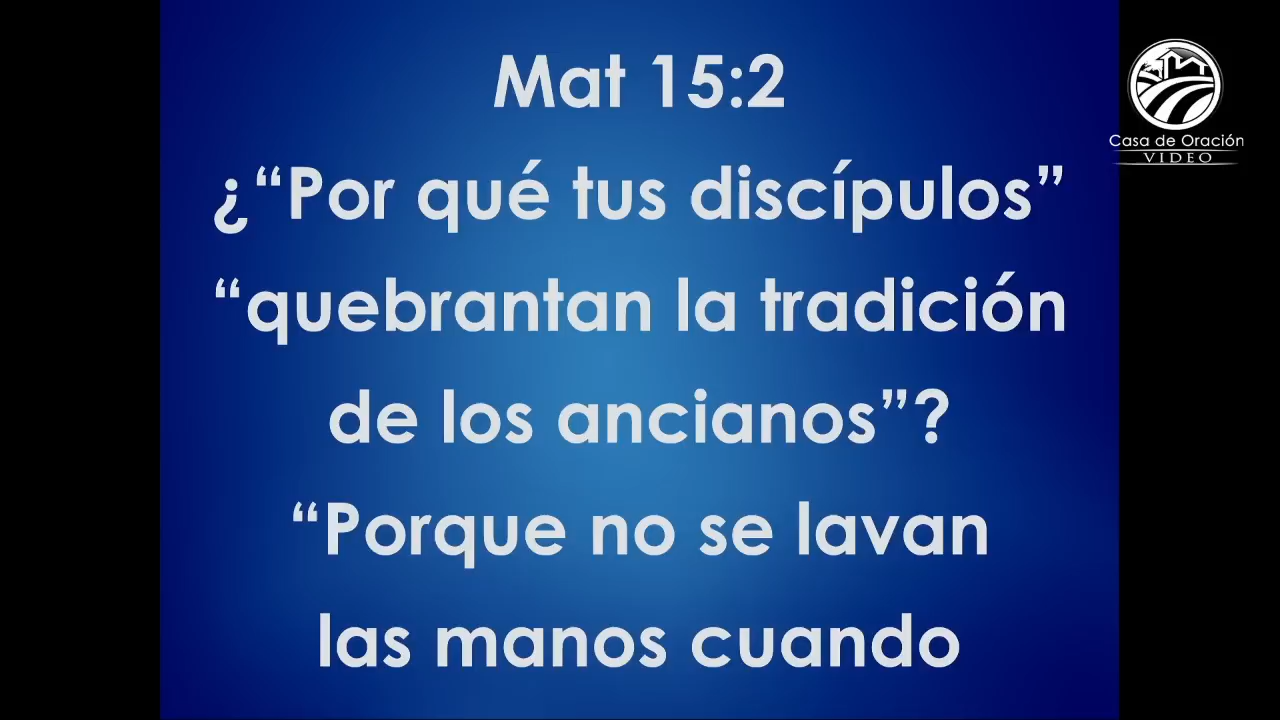 Mat 15:2
¿“Por qué tus discípulos”
“quebrantan la tradición
de los ancianos”?
“Porque no se lavan
las manos cuando
Casa de Oración
VIDEO